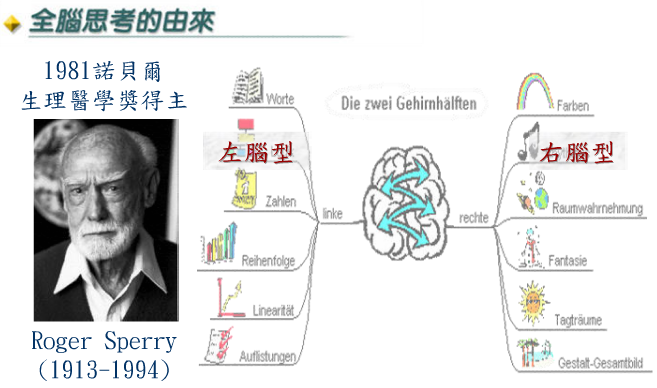 全腦思考的由來
1981諾貝爾
生理醫學獎得主
Roger Sperry
(1913-1994)
Die zwei Gehirnhälften
左腦型
右腦型
Worte
Zahlen
Reihenfolge
Linearität
Auflistungen
linke
rechte
Farben
Raumwahrnehmung
Fantasie
Tagträume
Gestalt-Gesamtbild